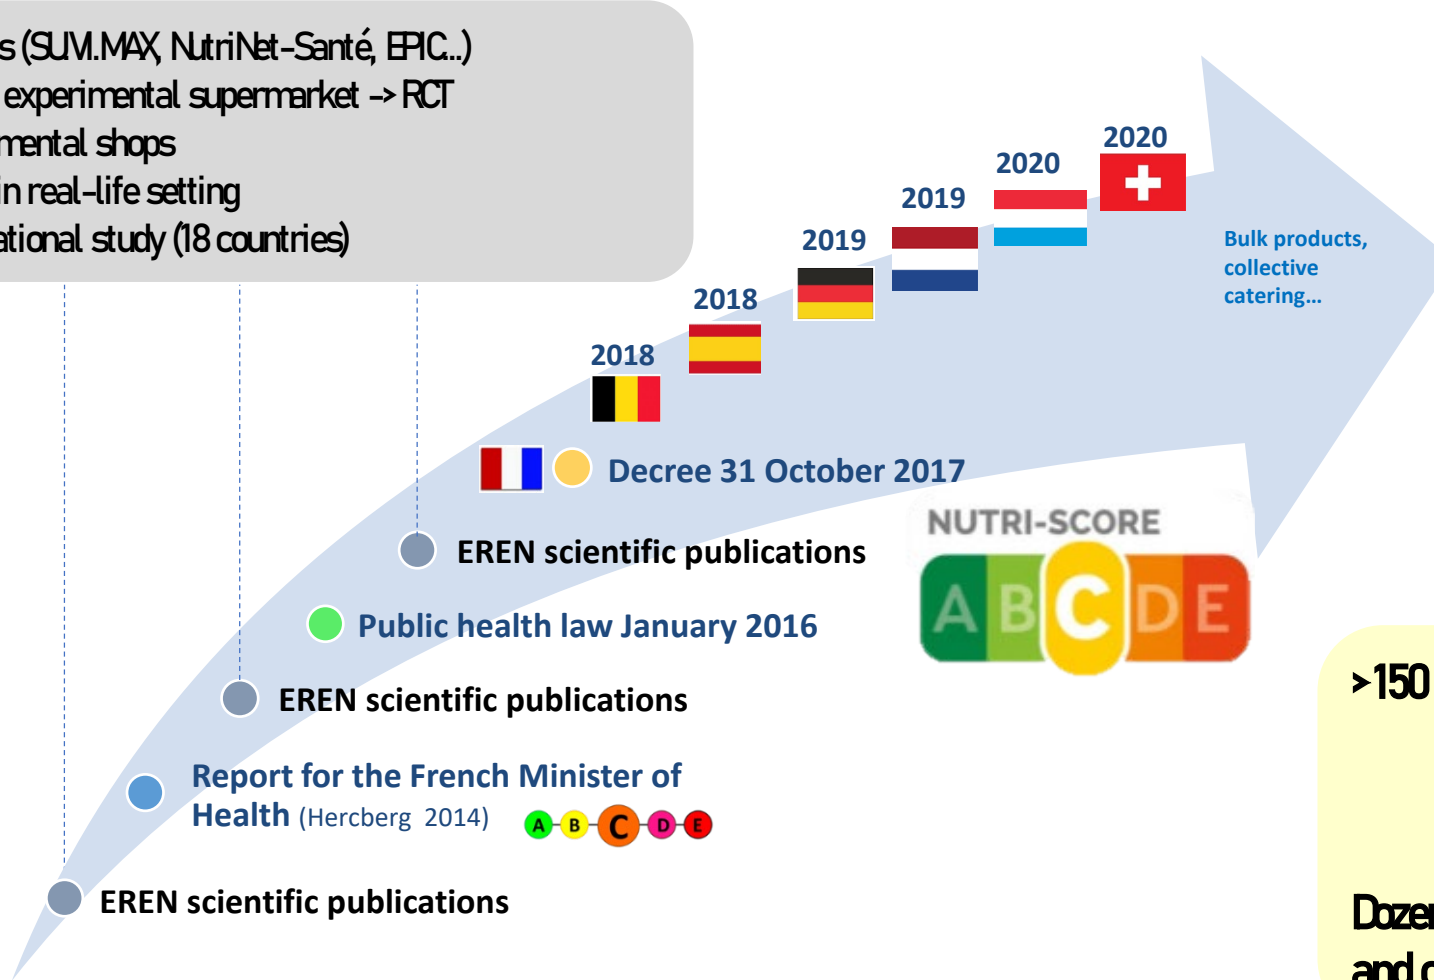 s (SU.VI.MAX, NutriNet-Santé, EPIC...)
experimental supermarket -> RCT
mental shops
in real-life setting
ational study (18 countries)
2020
2020
2019
2019
2018
2018
Bulk products,
collective
catering...
Decree 31 October 2017
EREN scientific publications
NUTRI-SCORE
A B C D E
Public health law January 2016
EREN scientific publications
>150
Report for the French Minister of
Health (Hercberg 2014)
A B C D E
EREN scientific publications
Dozen
and